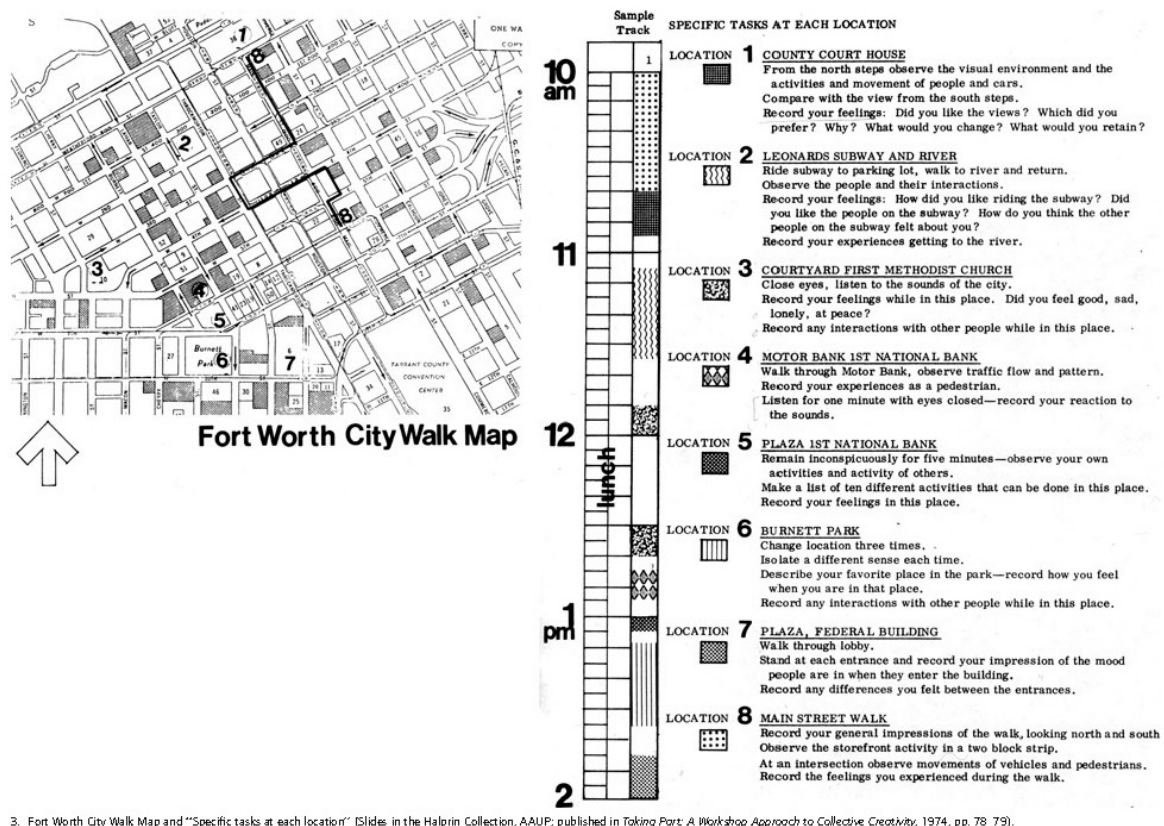 ONE WA
COPY
1
8
2
3
4
5
6
7
8
Burnett
Park
TARRANT COUNTY
CONVENTION
CENTER
Fort Worth City Walk Map
Sample
Track
1
10
am
11
12
lunch
1
pm
2
SPECIFIC TASKS AT EACH LOCATION
LOCATION 1 COUNTY COURT HOUSE
From the north steps observe the visual environment and the
activities and movement of people and cars.
Compare with the view from the south steps.
Record your feelings: Did you like the views? Which did you
prefer? Why? What would you change? What would you retain?
LOCATION 2 LEONARDS SUBWAY AND RIVER
Ride subway to parking lot, walk to river and return.
Observe the people and their interactions.
Record your feelings: How did you like riding the subway? Did
you like the people on the subway? How do you think the other
people on the subway felt about you?
Record your experiences getting to the river.
LOCATION 3 COURTYARD FIRST METHODIST CHURCH
Close eyes, listen to the sounds of the city.
Record your feelings while in this place. Did you feel good, sad,
lonely, at peace?
Record any interactions with other people while in this place.
LOCATION 4 MOTOR BANK 1ST NATIONAL BANK
Walk through Motor Bank, observe traffic flow and pattern.
Record your experiences as a pedestrian.
Listen for one minute with eyes closed—record your reaction to
the sounds.
LOCATION 5 PLAZA 1ST NATIONAL BANK
Remain inconspicuously for five minutes—observe your own
activities and activity of others.
Make a list of ten different activities that can be done in this place.
Record your feelings in this place.
LOCATION 6 BURNETT PARK
Change location three times.
Isolate a different sense each time.
Describe your favorite place in the park—record how you feel
when you are in that place.
Record any interactions with other people while in this place.
LOCATION 7 PLAZA, FEDERAL BUILDING
Walk through lobby.
Stand at each entrance and record your impression of the mood
people are in when they enter the building.
Record any differences you felt between the entrances.
LOCATION 8 MAIN STREET WALK
Record your general impressions of the walk, looking north and south
Observe the storefront activity in a two block strip.
At an intersection observe movements of vehicles and pedestrians.
Record the feelings you experienced during the walk.
3. Fort Worth City Walk Map and "Specific tasks at each location" (Slides in the Halprin Collection, AAUP; published in Taking Part: A Workshop Approach to Collective Creativity, 1974, pp. 78-79).